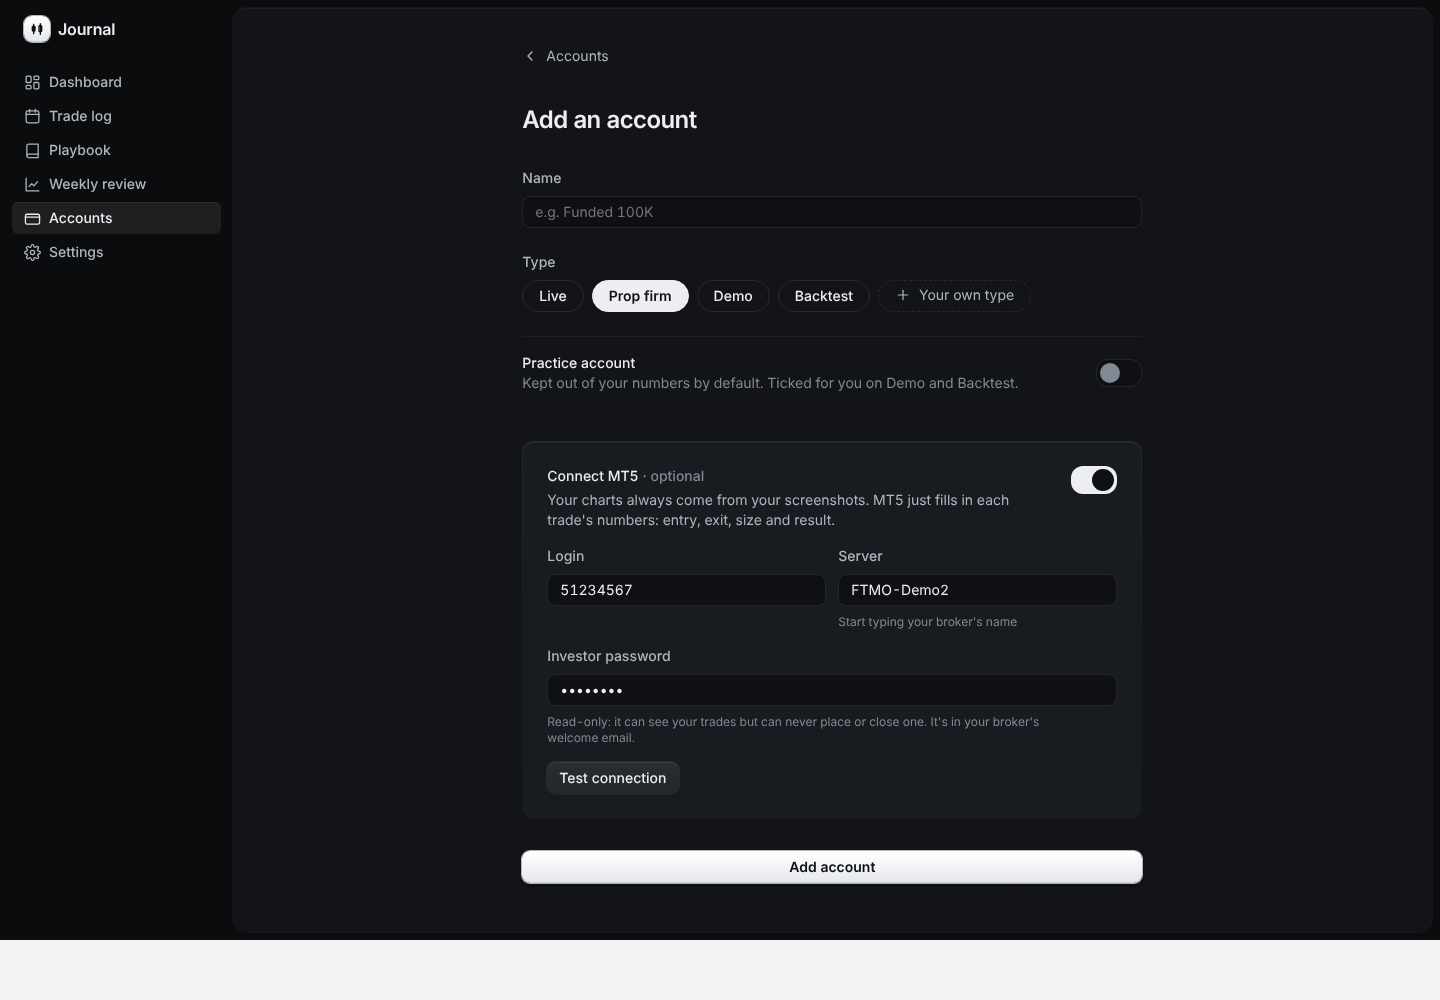 Journal
Dashboard
Trade log
Playbook
Weekly review
Accounts
Settings
Accounts
Add an account
Name
e.g. Funded 100K
Type
Live
Prop firm
Demo
Backtest
Your own type
Practice account
Kept out of your numbers by default. Ticked for you on Demo and Backtest.
Connect MT5 · optional
Your charts always come from your screenshots. MT5 just fills in each
trade's numbers: entry, exit, size and result.
Login
Server
51234567
FTMO-Demo2
Start typing your broker's name
Investor password
••••••••
Read-only: it can see your trades but can never place or close one. It's in your broker's
welcome email.
Test connection
Add account